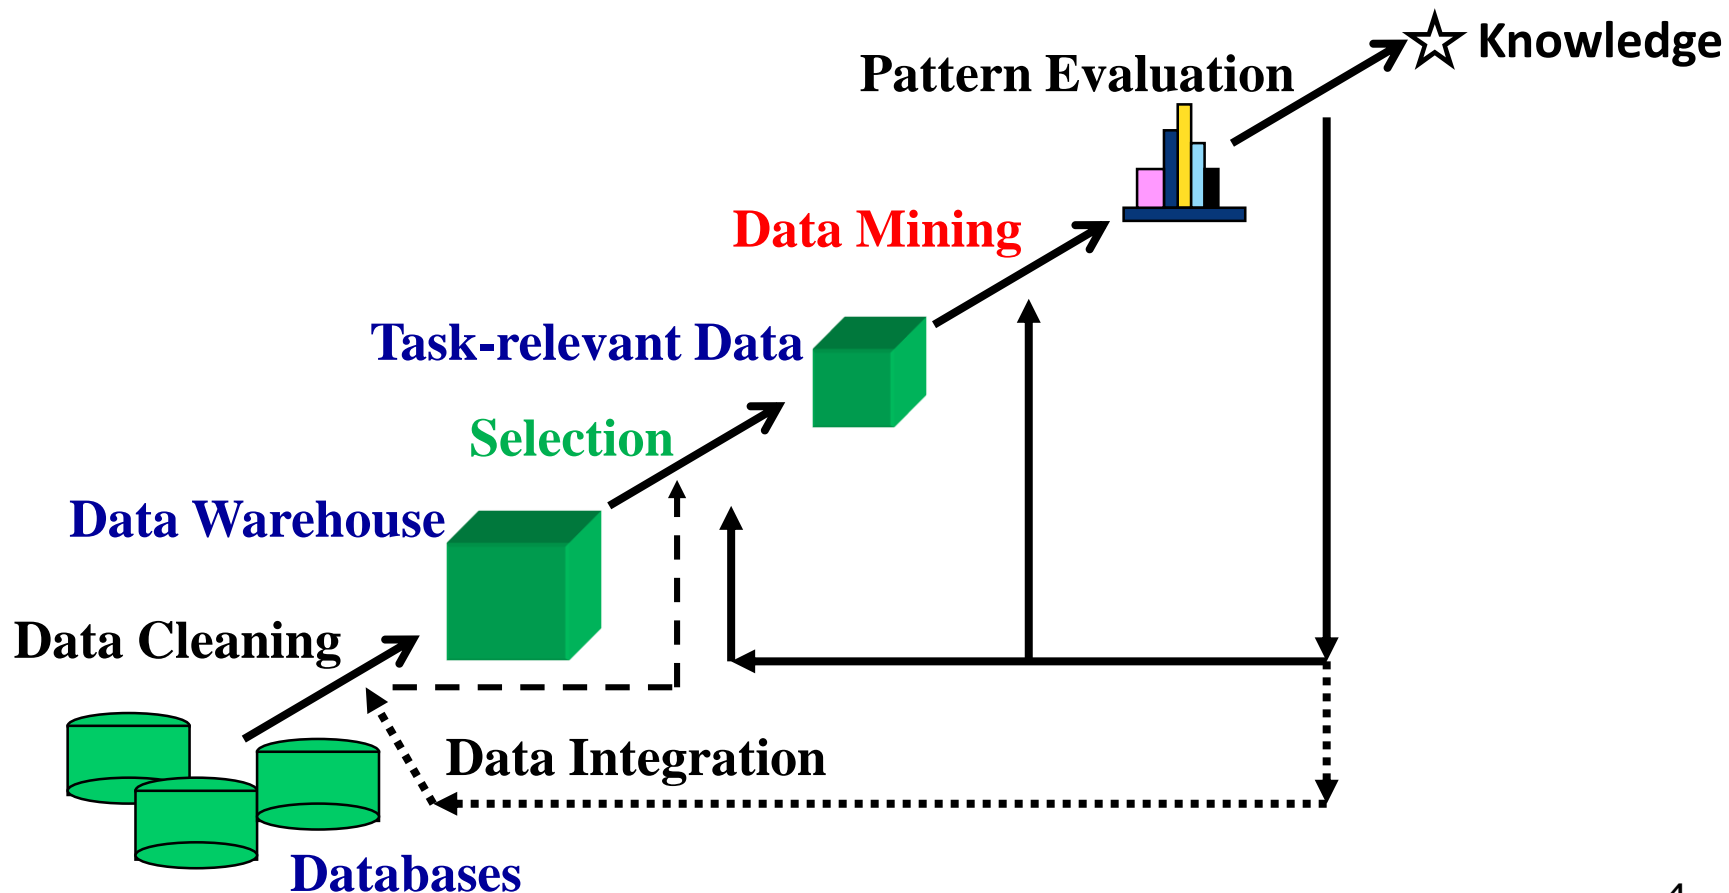 Knowledge
Pattern Evaluation
Data Mining
Task-relevant Data
Selection
Data Warehouse
Data Cleaning
Data Integration
Databases